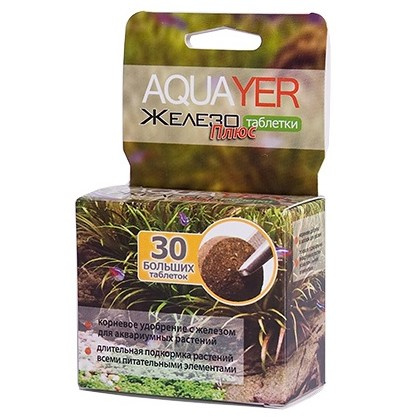 AQUAYER
ЖЕЛЕЗО таблетки
Плюс
30
БОЛЬШИХ
таблеток
корневое удобрение с железом
для аквариумных растений
длительная подкормка растений
всеми питательными элементами